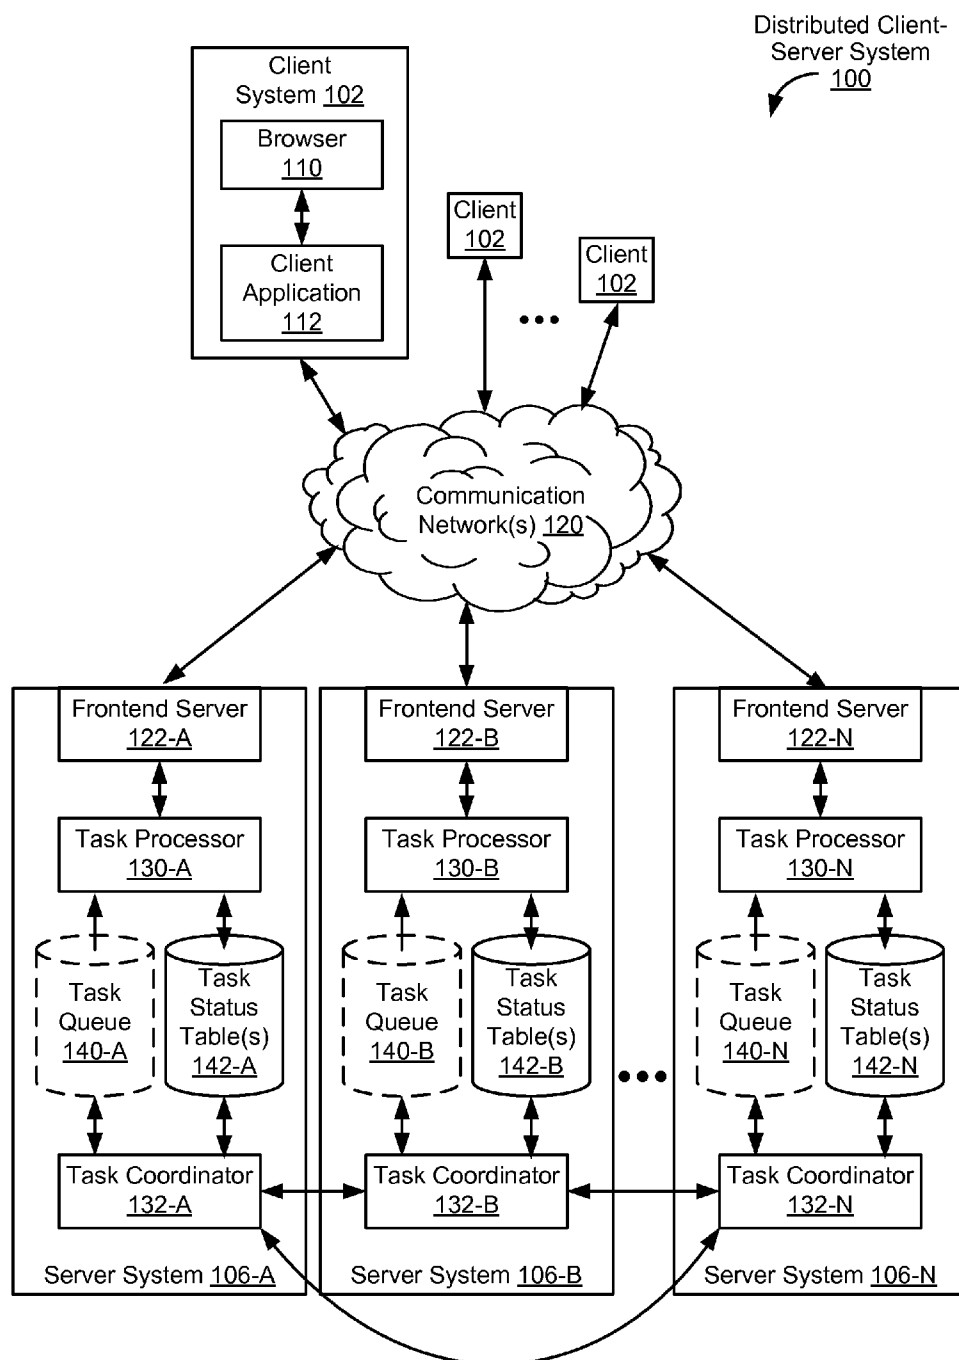 Distributed Client-
Server System
100
Client
System 102
Browser
110
Client
Application
112
Client
102
Client
102
Communication
Network(s) 120
Frontend Server
122-A
Task Processor
130-A
Task
Queue
140-A
Task
Status
Table(s)
142-A
Task Coordinator
132-A
Server System 106-A
Frontend Server
122-B
Task Processor
130-B
Task
Queue
140-B
Task
Status
Table(s)
142-B
Task Coordinator
132-B
Server System 106-B
Frontend Server
122-N
Task Processor
130-N
Task
Queue
140-N
Task
Status
Table(s)
142-N
Task Coordinator
132-N
Server System 106-N